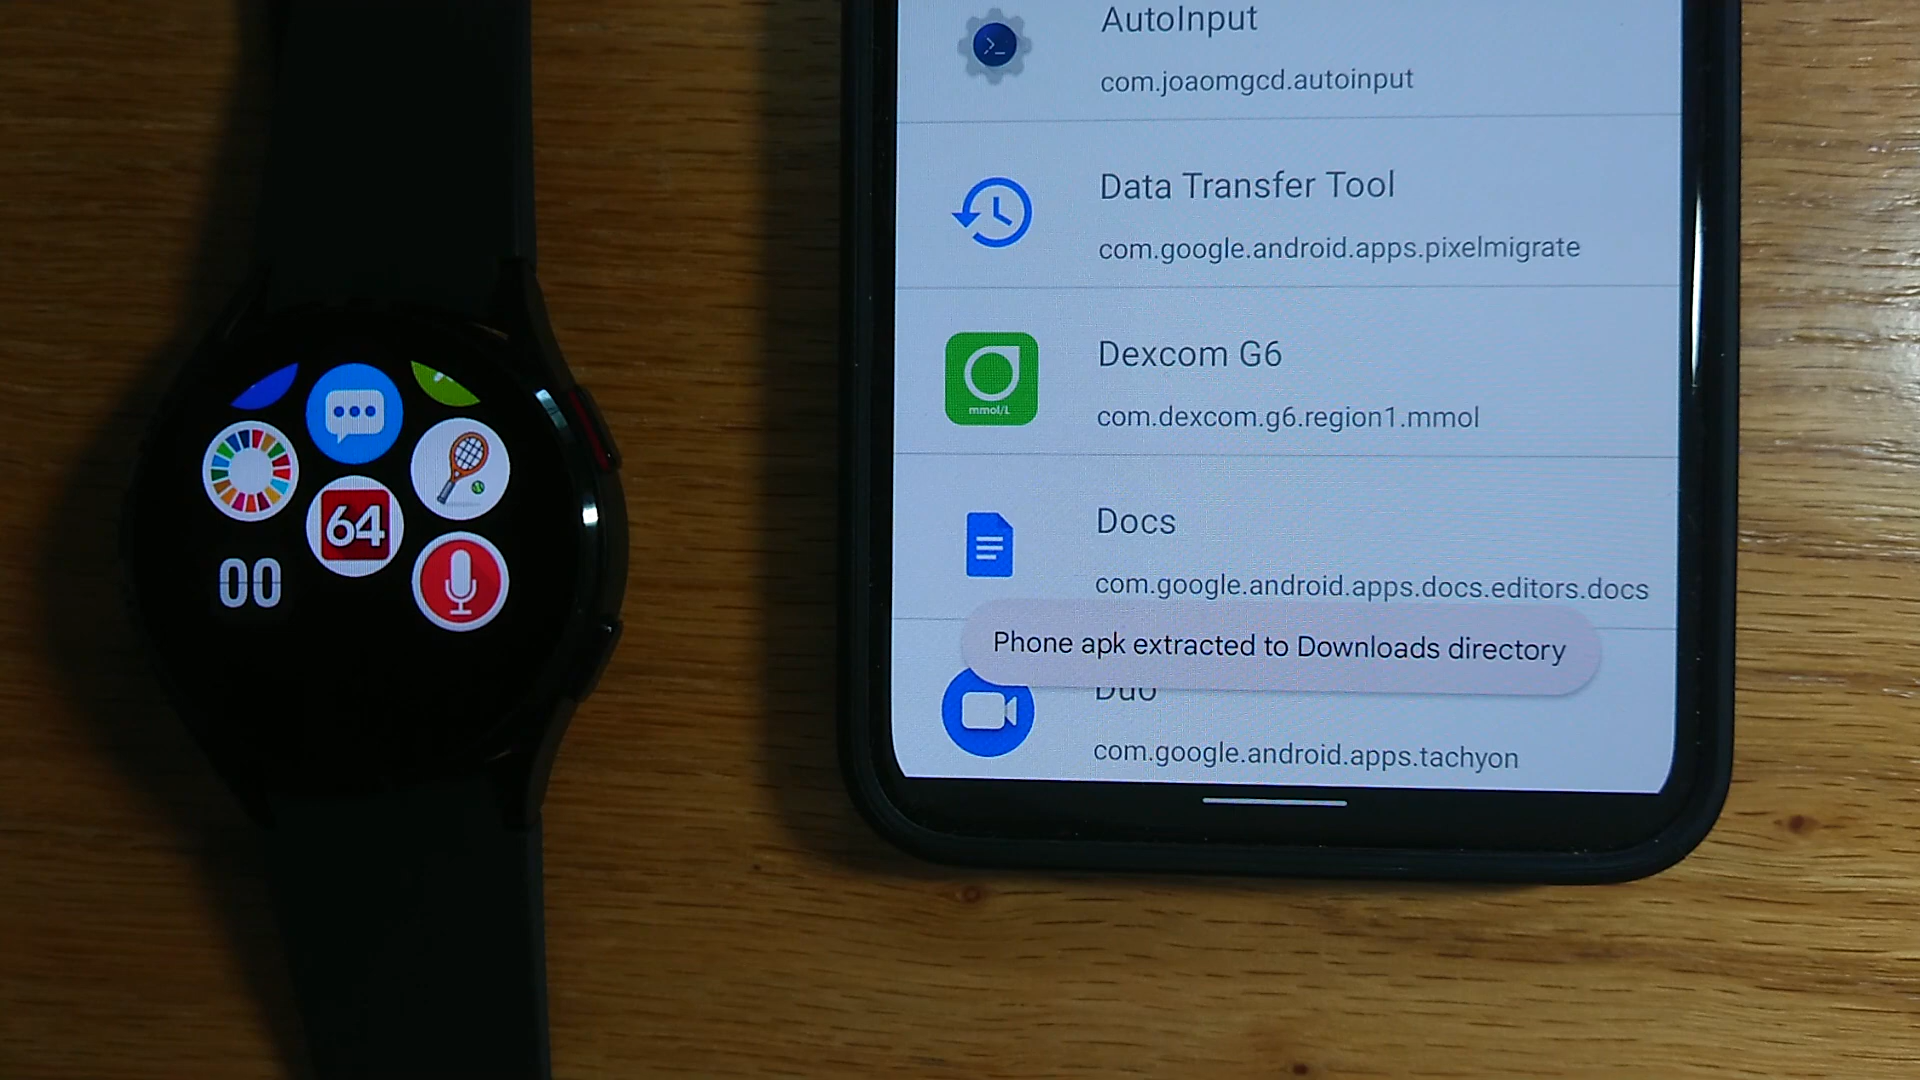 64
00
AutoInput
com.joaomgcd.autoinput
Data Transfer Tool
com.google.android.apps.pixelmigrate
Dexcom G6
mmol/L
com.dexcom.g6.region1.mmol
Docs
com.google.android.apps.docs.editors.docs
Phone apk extracted to Downloads directory
Duo
com.google.android.apps.tachyon